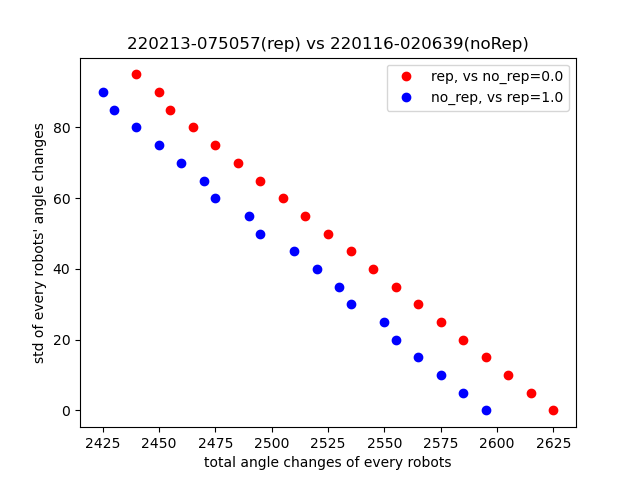 220213-075057(rep) vs 220116-020639(noRep)
rep, vs no_rep=0.0
no_rep, vs rep=1.0
std of every robots' angle changes
80
60
40
20
0
2425 2450 2475 2500 2525 2550 2575 2600 2625
total angle changes of every robots